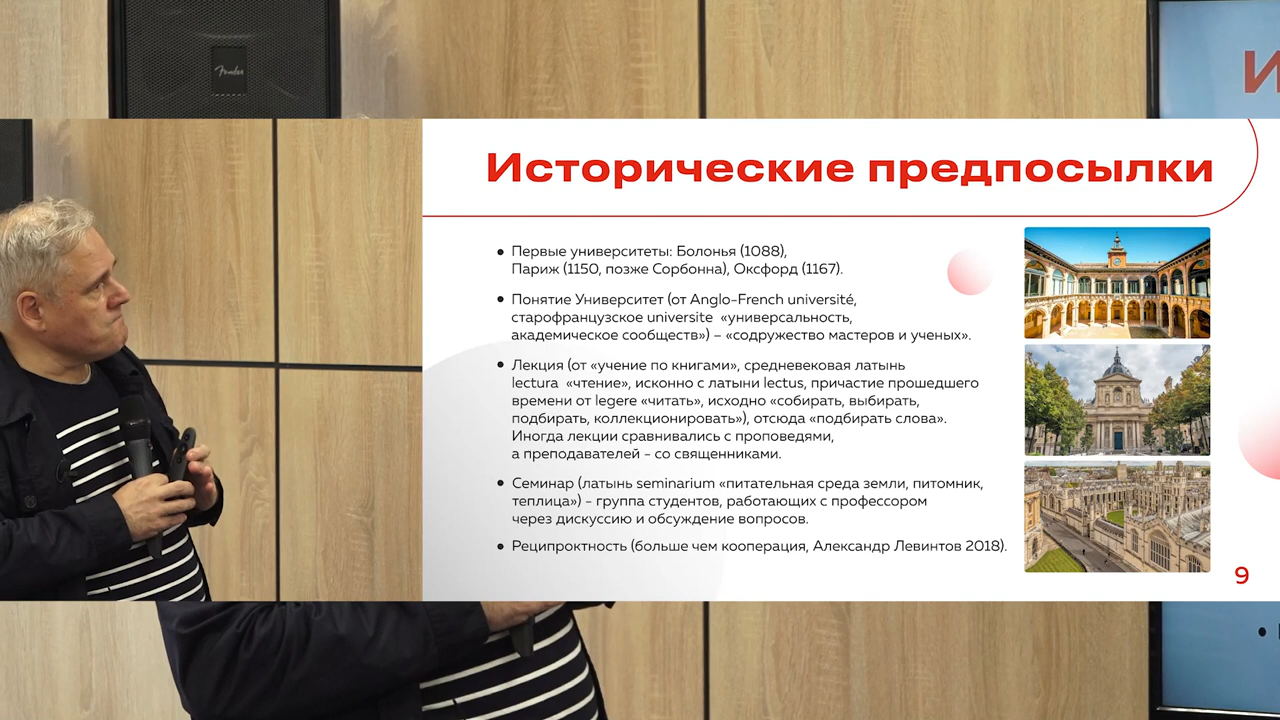 Fender
И
Исторические предпосылки
• Первые университеты: Болонья (1088),
Париж (1150, позже Сорбонна), Оксфорд (1167).
• Понятие Университет (от Anglo-French université,
старофранцузское universite «универсальность,
академическое сообществ») – «содружество мастеров и ученых».
• Лекция (от «учение по книгами», средневековая латынь
lectura «чтение», исконно с латыни lectus, причастие прошедшего
времени от legere «читать», исходно «собирать, выбирать,
подбирать, коллекционировать»), отсюда «подбирать слова».
Иногда лекции сравнивались с проповедями,
а преподавателей - со священниками.
• Семинар (латынь seminarium «питательная среда земли, питомник,
теплица») - группа студентов, работающих с профессором
через дискуссию и обсуждение вопросов.
• Реципроктность (больше чем кооперация, Александр Левинтов 2018).
9